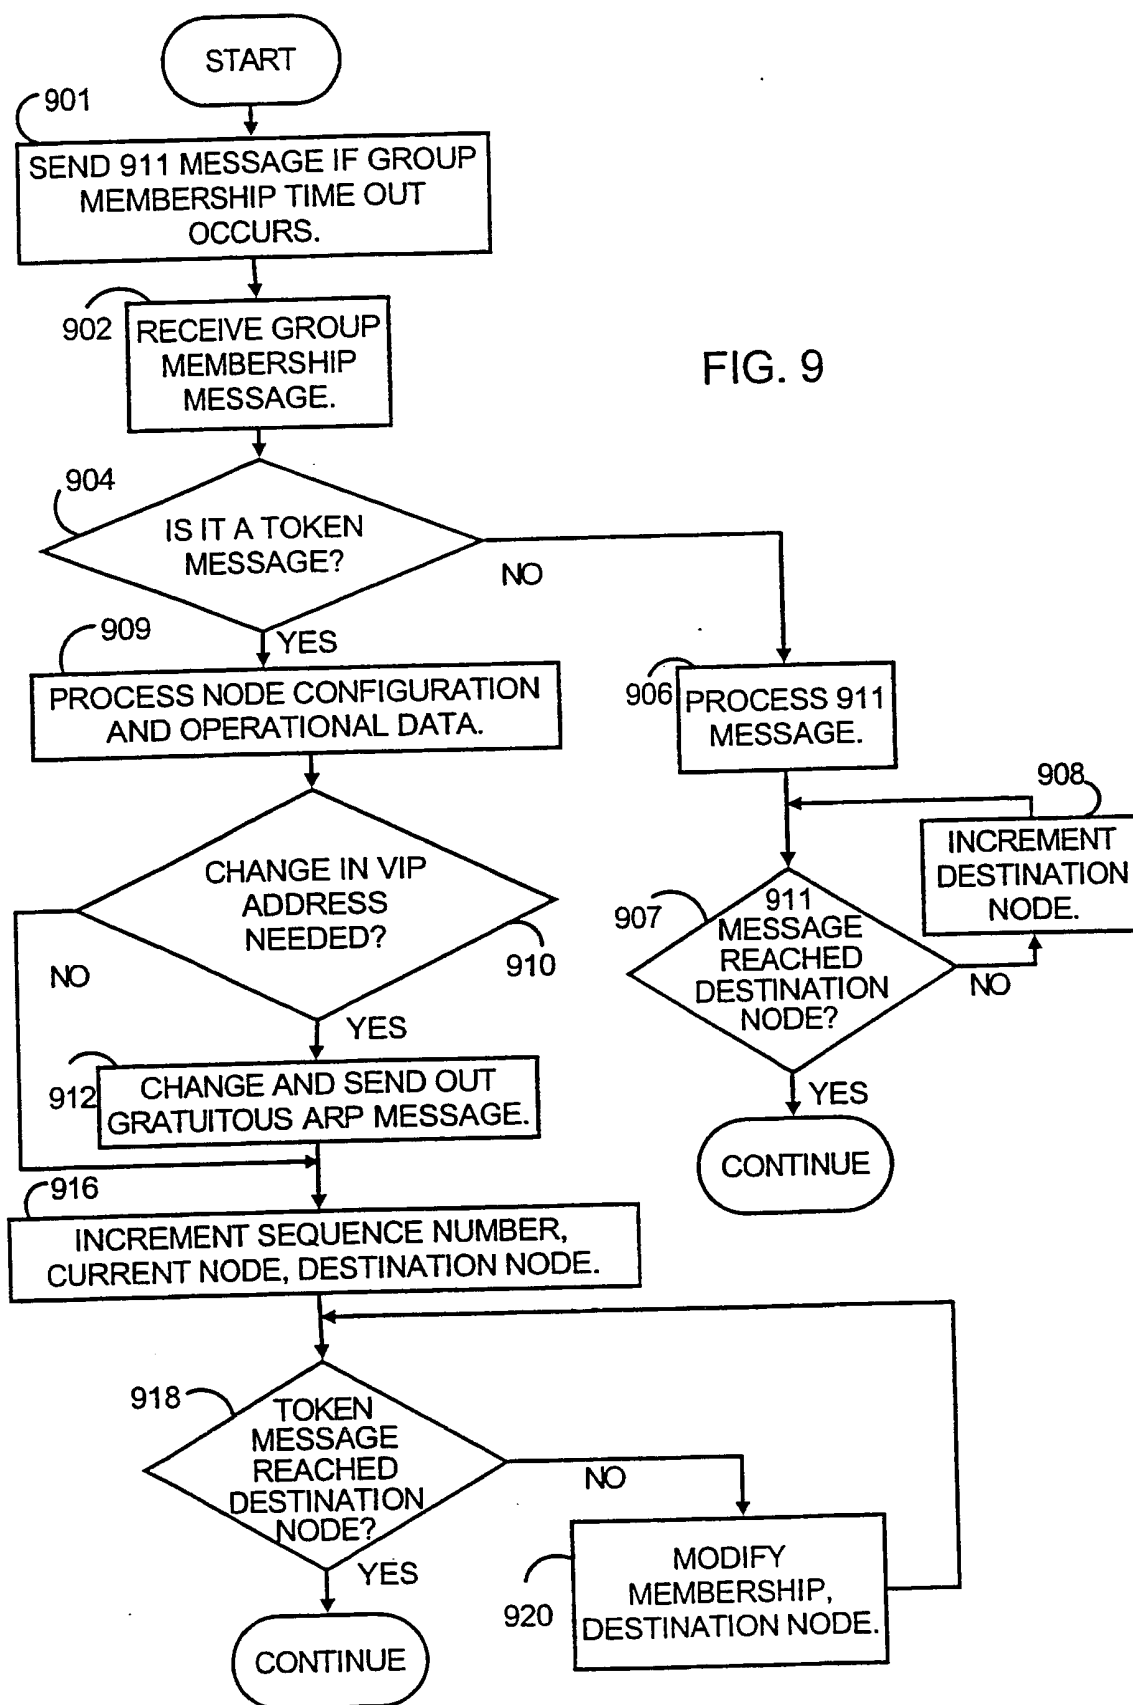 START
901
SEND 911 MESSAGE IF GROUP
MEMBERSHIP TIME OUT
OCCURS.
902
RECEIVE GROUP
MEMBERSHIP
MESSAGE.
FIG. 9
904
IS IT A TOKEN
MESSAGE?
NO
YES
909
PROCESS NODE CONFIGURATION
AND OPERATIONAL DATA.
906
PROCESS 911
MESSAGE.
908
INCREMENT
DESTINATION
NODE.
CHANGE IN VIP
ADDRESS
NEEDED?
910
NO
YES
907
911
MESSAGE
REACHED
DESTINATION
NODE?
NO
YES
CONTINUE
912
CHANGE AND SEND OUT
GRATUITOUS ARP MESSAGE.
916
INCREMENT SEQUENCE NUMBER,
CURRENT NODE, DESTINATION NODE.
918
TOKEN
MESSAGE
REACHED
DESTINATION
NODE?
NO
YES
920
MODIFY
MEMBERSHIP,
DESTINATION NODE.
CONTINUE